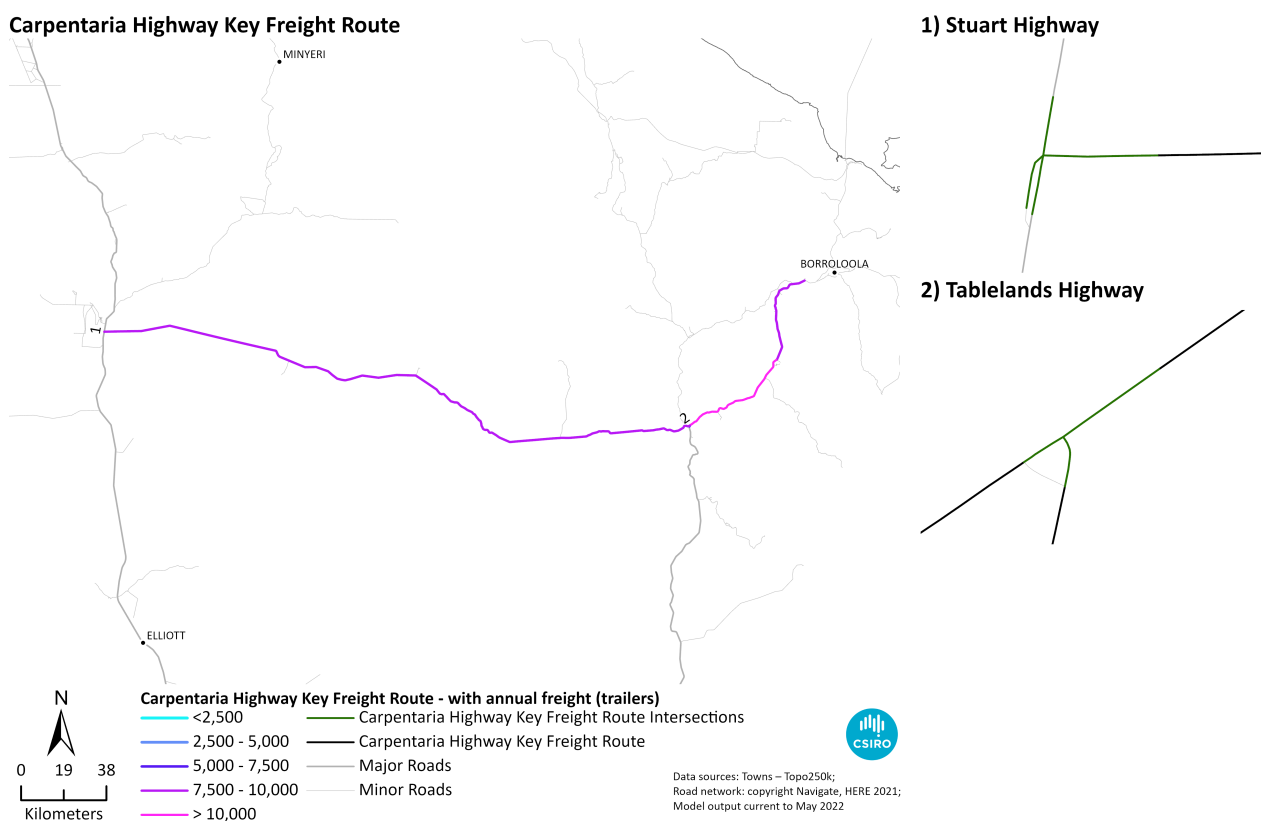 Carpentaria Highway Key Freight Route
1) Stuart Highway
MINYERI
BORROLOOLA
2) Tablelands Highway
1
2
ELLIOTT
N
0 19 38
Kilometers
Carpentaria Highway Key Freight Route - with annual freight (trailers)
<2,500
2,500 - 5,000
5,000 - 7,500
7,500 - 10,000
> 10,000
Carpentaria Highway Key Freight Route Intersections
Carpentaria Highway Key Freight Route
Major Roads
Minor Roads
CSIRO
Data sources: Towns – Topo250k;
Road network: copyright Navigate, HERE 2021;
Model output current to May 2022